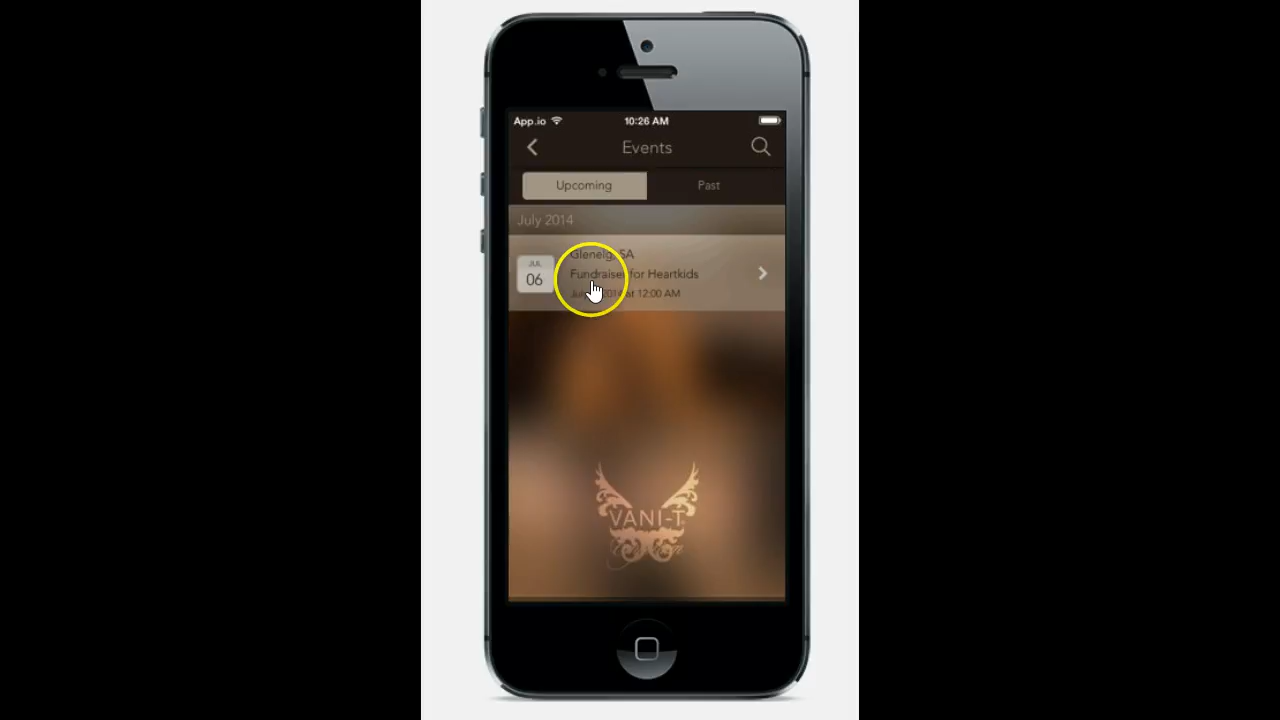 App.io
10:26 AM
Events
Upcoming
Past
July 2014
JUL
06
Glenelg, SA
Fundraiser for Heartkids
at 12:00 AM
VANI-T